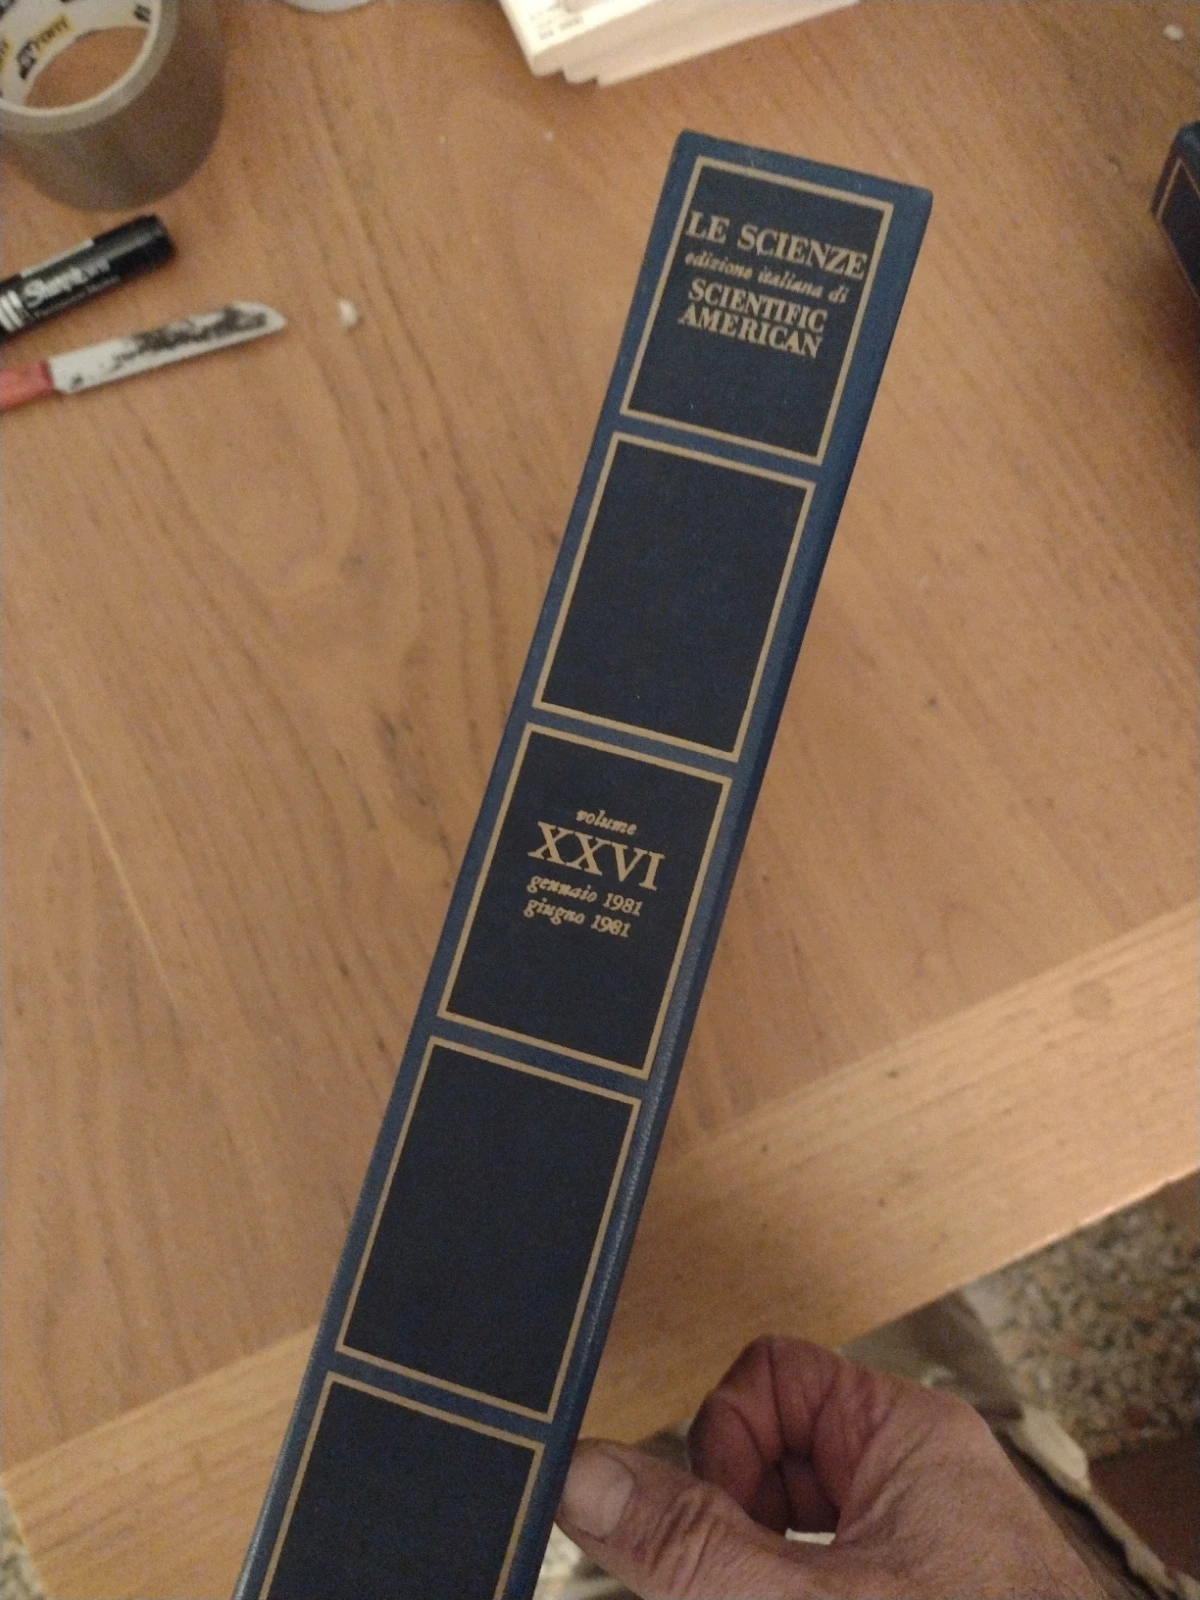 LE SCIENZE
edizione italiana di
SCIENTIFIC
AMERICAN
volume
XXVI
gennaio 1981
giugno 1981